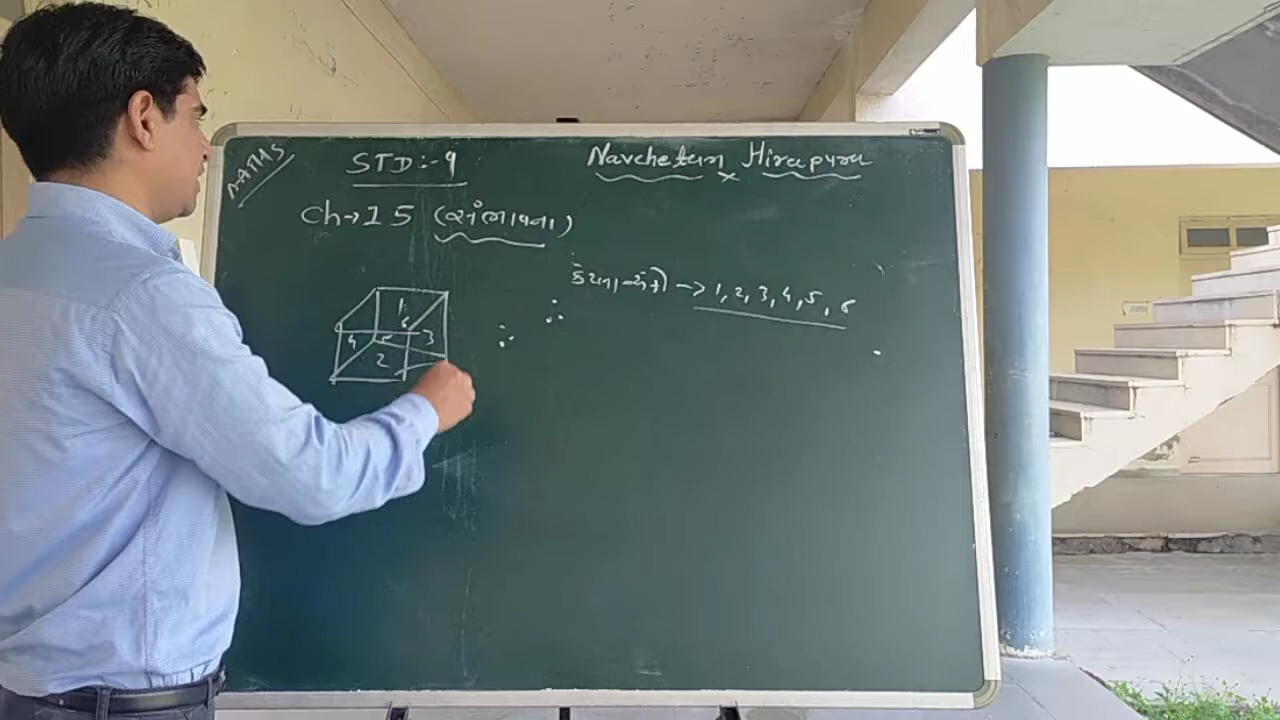 MATHS
STD:- 9
Navchetan Hirapura
Ch→15 (સંભાવના)
→ 1, 2, 3, 4, 5, 6
1
6
4 5 3
2